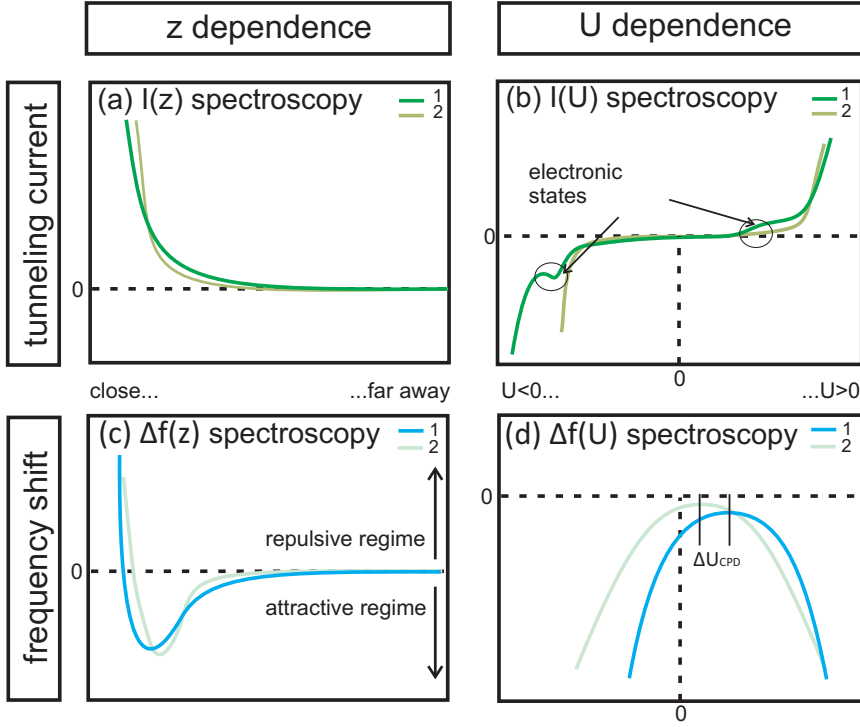 z dependence
U dependence
tunneling current
(a) I(z) spectroscopy
1
2
0
(b) I(U) spectroscopy
1
2
electronic
states
0
0
close...
...far away
U<0...
...U>0
frequency shift
(c) Δf(z) spectroscopy
1
2
repulsive regime
0
attractive regime
(d) Δf(U) spectroscopy
1
2
0
ΔUCPD
0